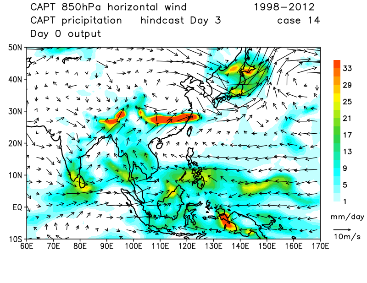 CAPT 850hPa horizontal wind 1998-2012
CAPT pricipitation hindcast Day 3 case 14
Day 0 output
50N
40N
30N
20N
10N
EQ
10S
60E 70E 80E 90E 100E 110E 120E 130E 140E 150E 160E 170E
33
29
25
21
17
13
9
5
1
mm/day
10m/s